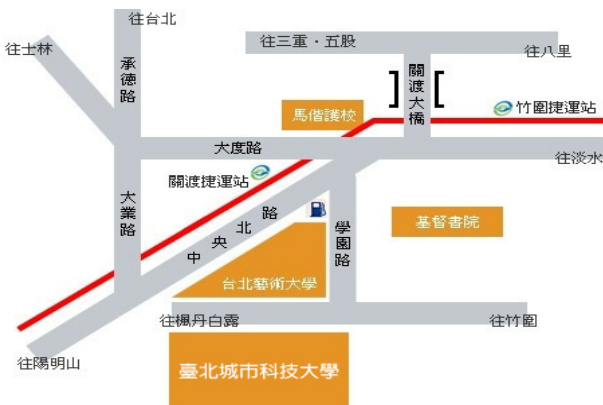 往台北
往三重．五股
往士林
往八里
承德路
關渡大橋
竹圍捷運站
馬偕護校
大度路
往淡水
關渡捷運站
大業路
中央北路
學園路
基督書院
台北藝術大學
往楓丹白露
往竹圍
往陽明山
臺北城市科技大學